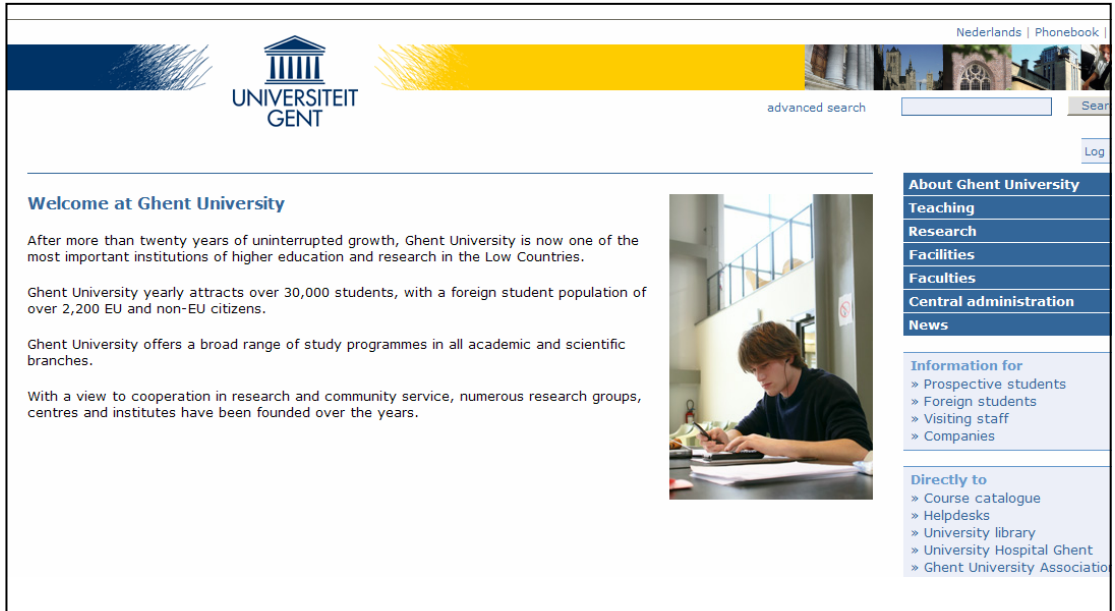 Nederlands | Phonebook |
UNIVERSITEIT
GENT
advanced search
Log
Welcome at Ghent University
After more than twenty years of uninterrupted growth, Ghent University is now one of the
most important institutions of higher education and research in the Low Countries.
Ghent University yearly attracts over 30,000 students, with a foreign student population of
over 2,200 EU and non-EU citizens.
Ghent University offers a broad range of study programmes in all academic and scientific
branches.
With a view to cooperation in research and community service, numerous research groups,
centres and institutes have been founded over the years.
About Ghent University
Teaching
Research
Facilities
Faculties
Central administration
News
Information for
» Prospective students
» Foreign students
» Visiting staff
» Companies
Directly to
» Course catalogue
» Helpdesks
» University library
» University Hospital Ghent
» Ghent University Association